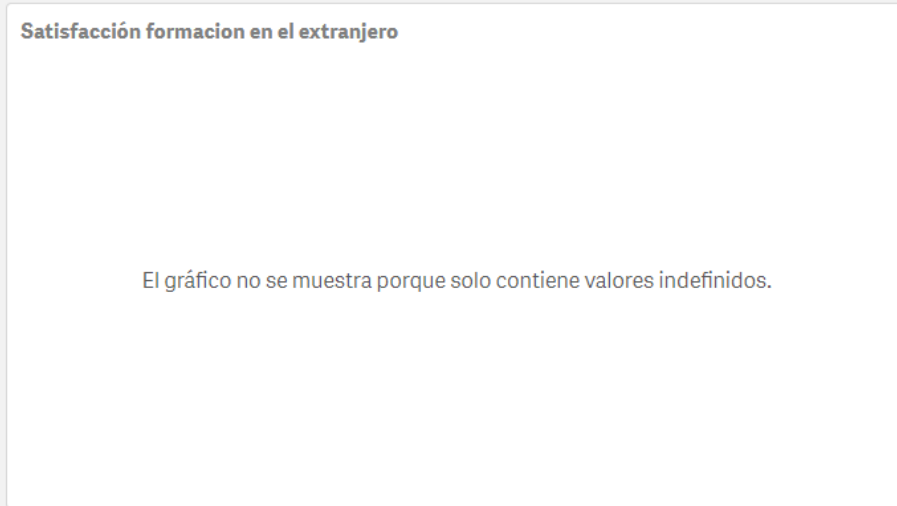 Satisfacción formacion en el extranjero
El gráfico no se muestra porque solo contiene valores indefinidos.